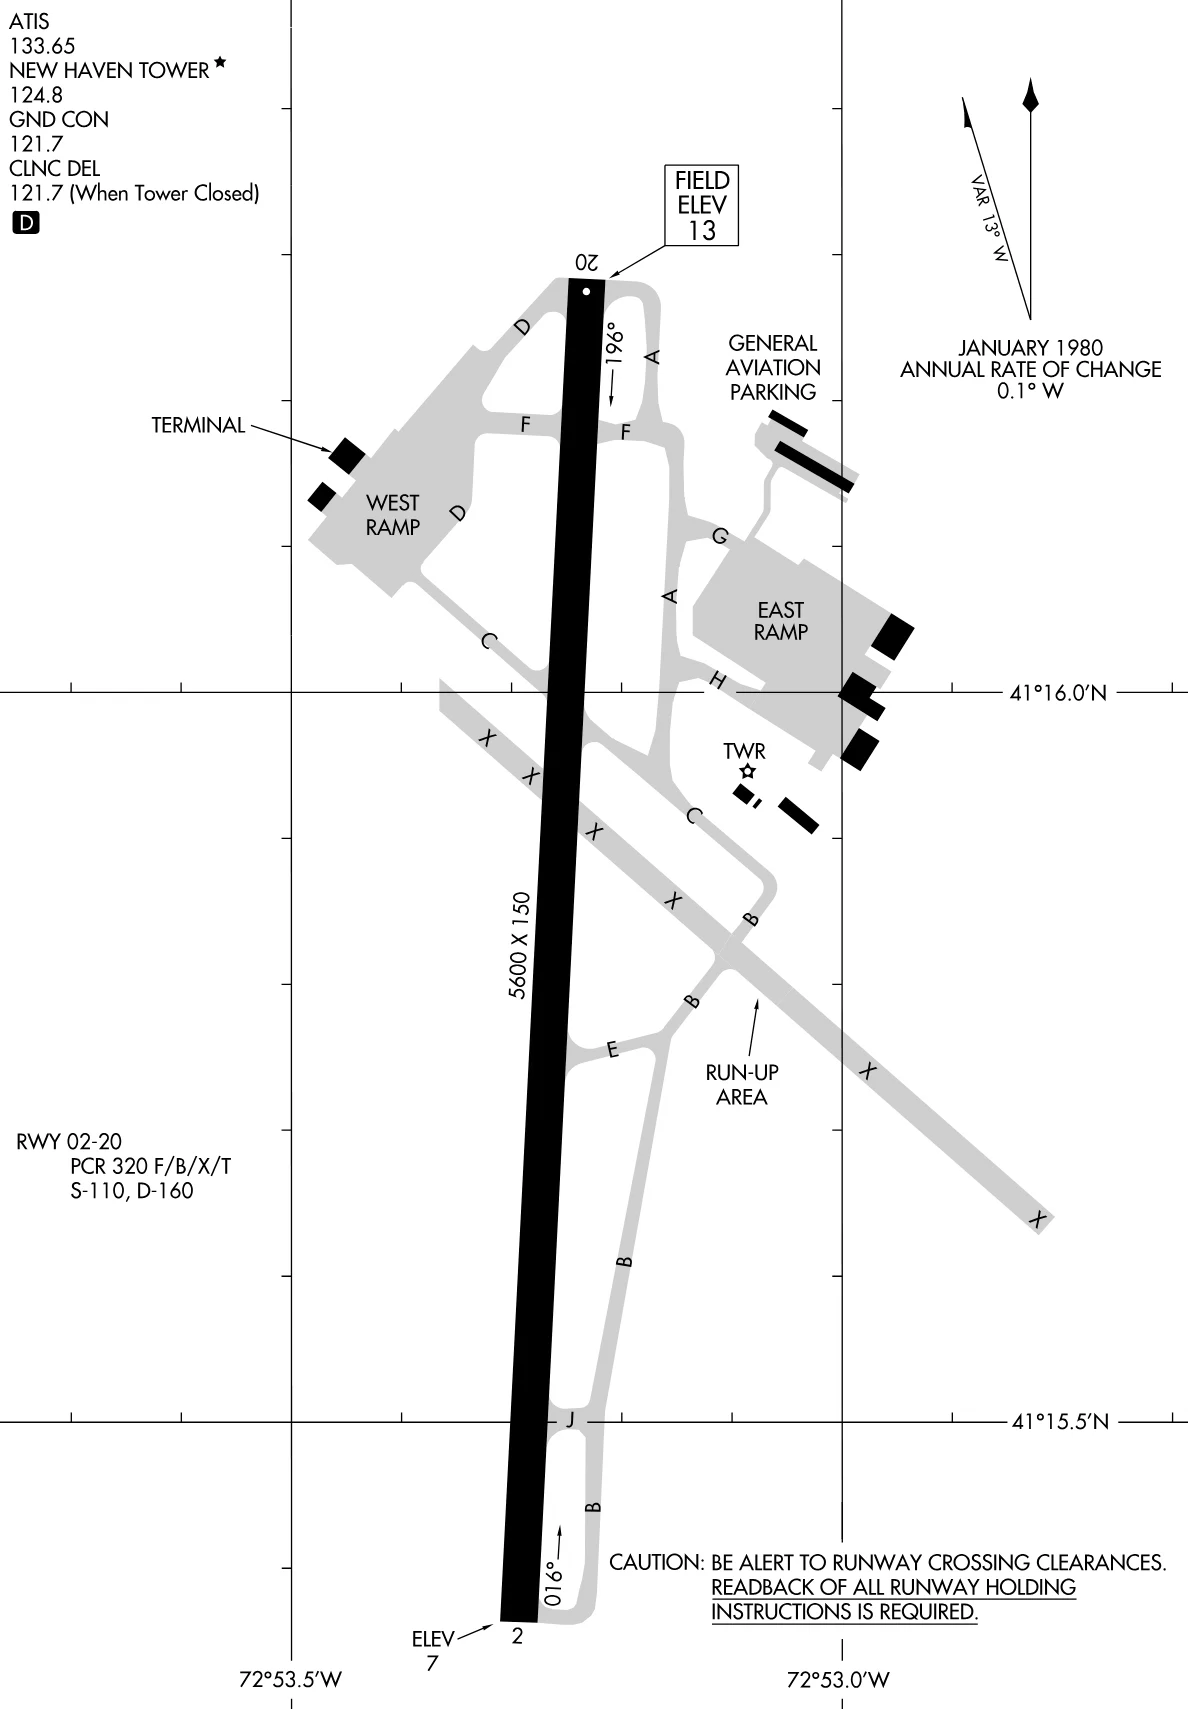 ATIS
133.65
NEW HAVEN TOWER★
124.8
GND CON
121.7
CLNC DEL
121.7 (When Tower Closed)
D
FIELD
ELEV
13
VAR 13° W
JANUARY 1980
ANNUAL RATE OF CHANGE
0.1° W
20
196°
D
A
GENERAL
AVIATION
PARKING
TERMINAL
F
F
WEST
RAMP
D
G
A
EAST
RAMP
C
H
41°16.0'N
X
X
X
X
TWR
C
B
5600 X 150
B
E
RUN-UP
AREA
X
RWY 02-20
PCR 320 F/B/X/T
S-110, D-160
X
B
J
41°15.5'N
B
016°
CAUTION: BE ALERT TO RUNWAY CROSSING CLEARANCES.
READBACK OF ALL RUNWAY HOLDING
INSTRUCTIONS IS REQUIRED.
ELEV
7
2
72°53.5'W
72°53.0'W